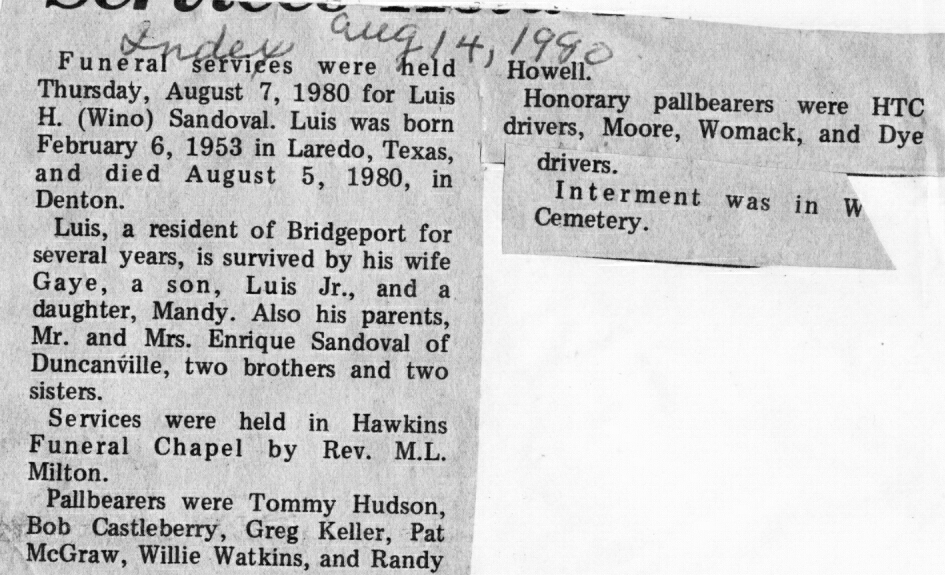 Services Held
Index Aug 14, 1980
Funeral services were held
Thursday, August 7, 1980 for Luis
H. (Wino) Sandoval. Luis was born
February 6, 1953 in Laredo, Texas,
and died August 5, 1980, in
Denton.
Luis, a resident of Bridgeport for
several years, is survived by his wife
Gaye, a son, Luis Jr., and a
daughter, Mandy. Also his parents,
Mr. and Mrs. Enrique Sandoval of
Duncanville, two brothers and two
sisters.
Services were held in Hawkins
Funeral Chapel by Rev. M.L.
Milton.
Pallbearers were Tommy Hudson,
Bob Castleberry, Greg Keller, Pat
McGraw, Willie Watkins, and Randy
Howell.
Honorary pallbearers were HTC
drivers, Moore, Womack, and Dye
drivers.
Interment was in W
Cemetery.